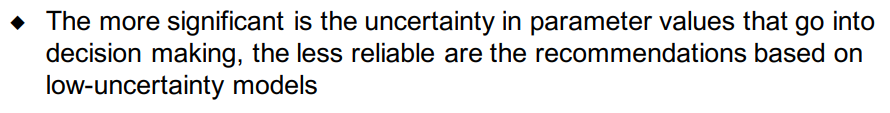 ◆ The more significant is the uncertainty in parameter values that go into
decision making, the less reliable are the recommendations based on
low-uncertainty models